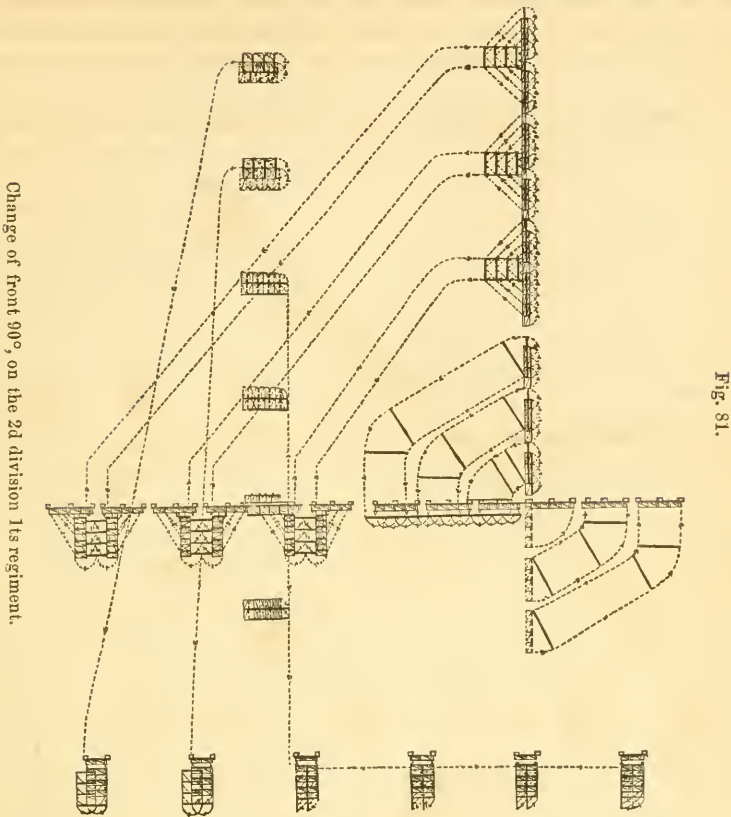 Fig. 81.
Change of front 90°, on the 2d division 1ts regiment.